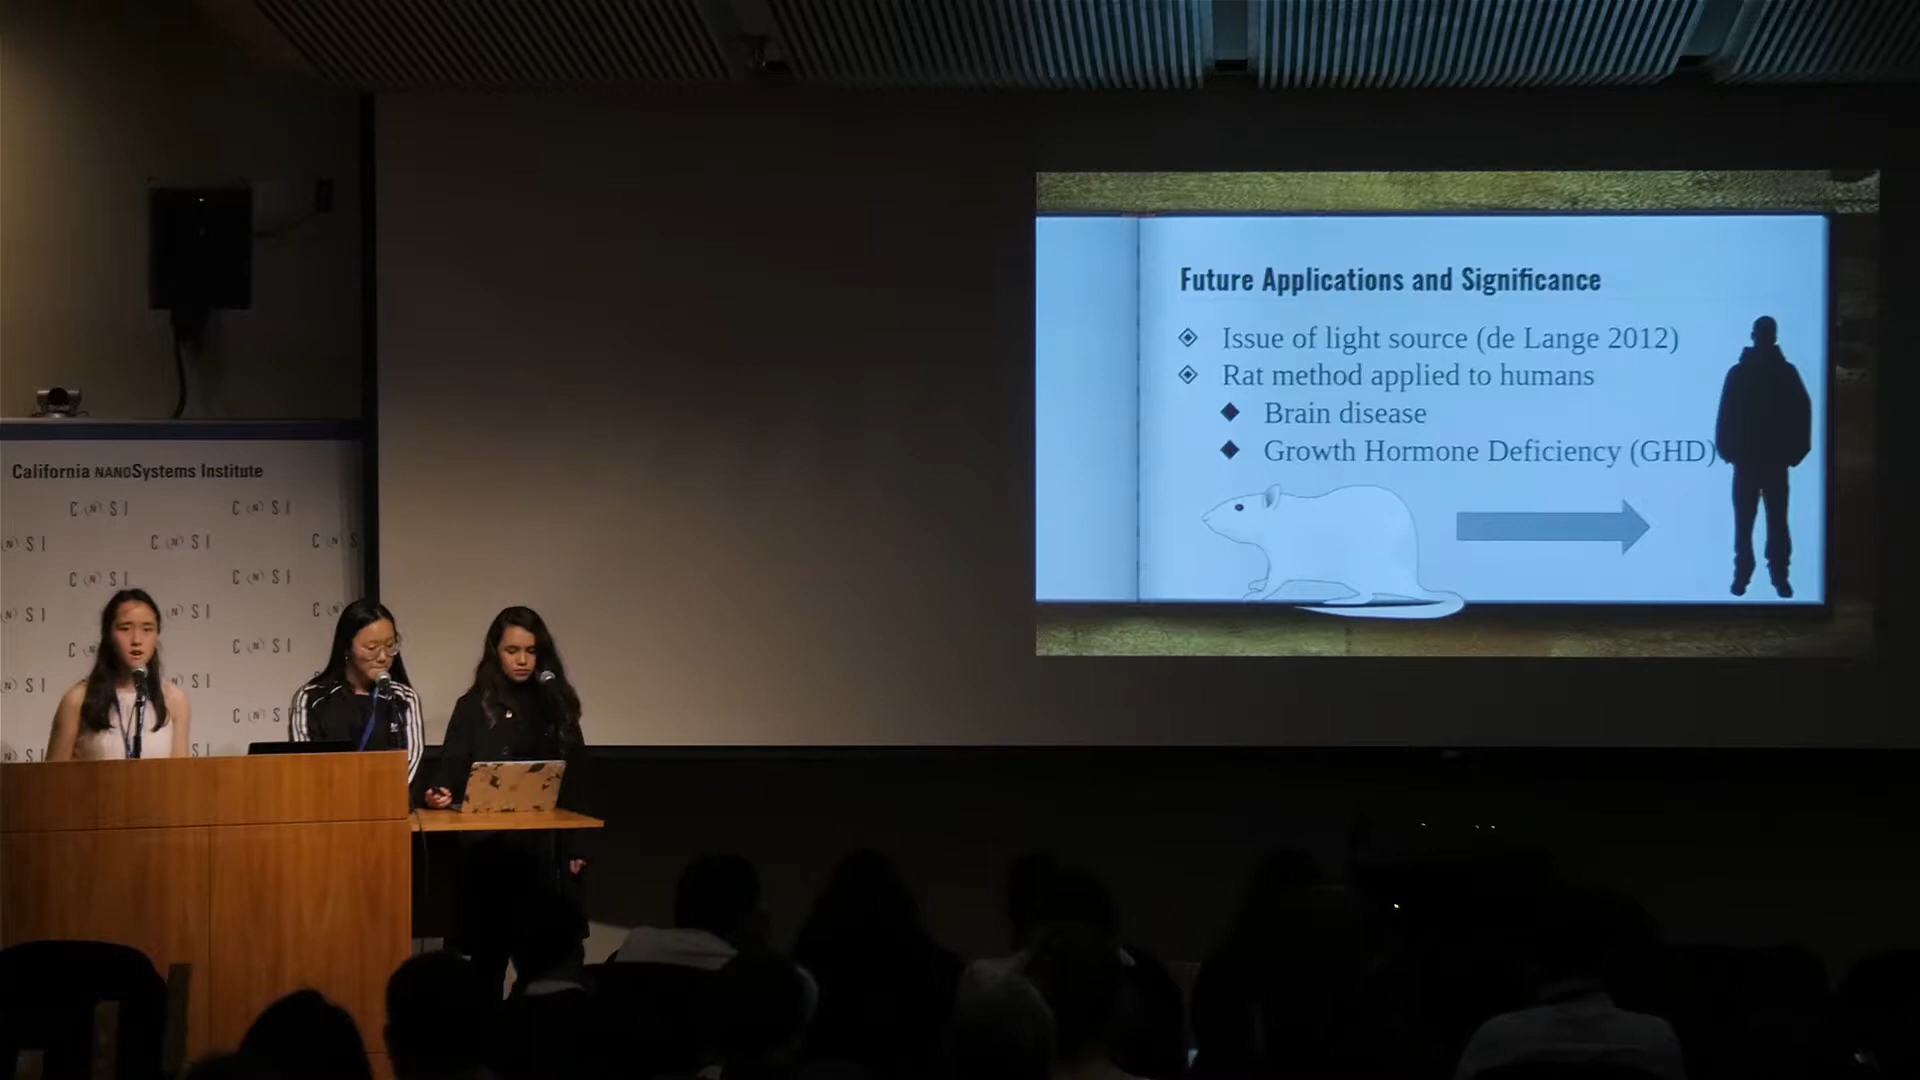 Future Applications and Significance
Issue of light source (de Lange 2012)
Rat method applied to humans
Brain disease
Growth Hormone Deficiency (GHD)
California NANOSystems Institute
C (N) S I C (N) S I
(N) S I C (N) S I C (N) S
C (N) S I C (N) S I
(N) S I (N) S I C (N)
C (N) C (N) S I
(N) S I (N) S I
C (N) S I
(N) S I S I